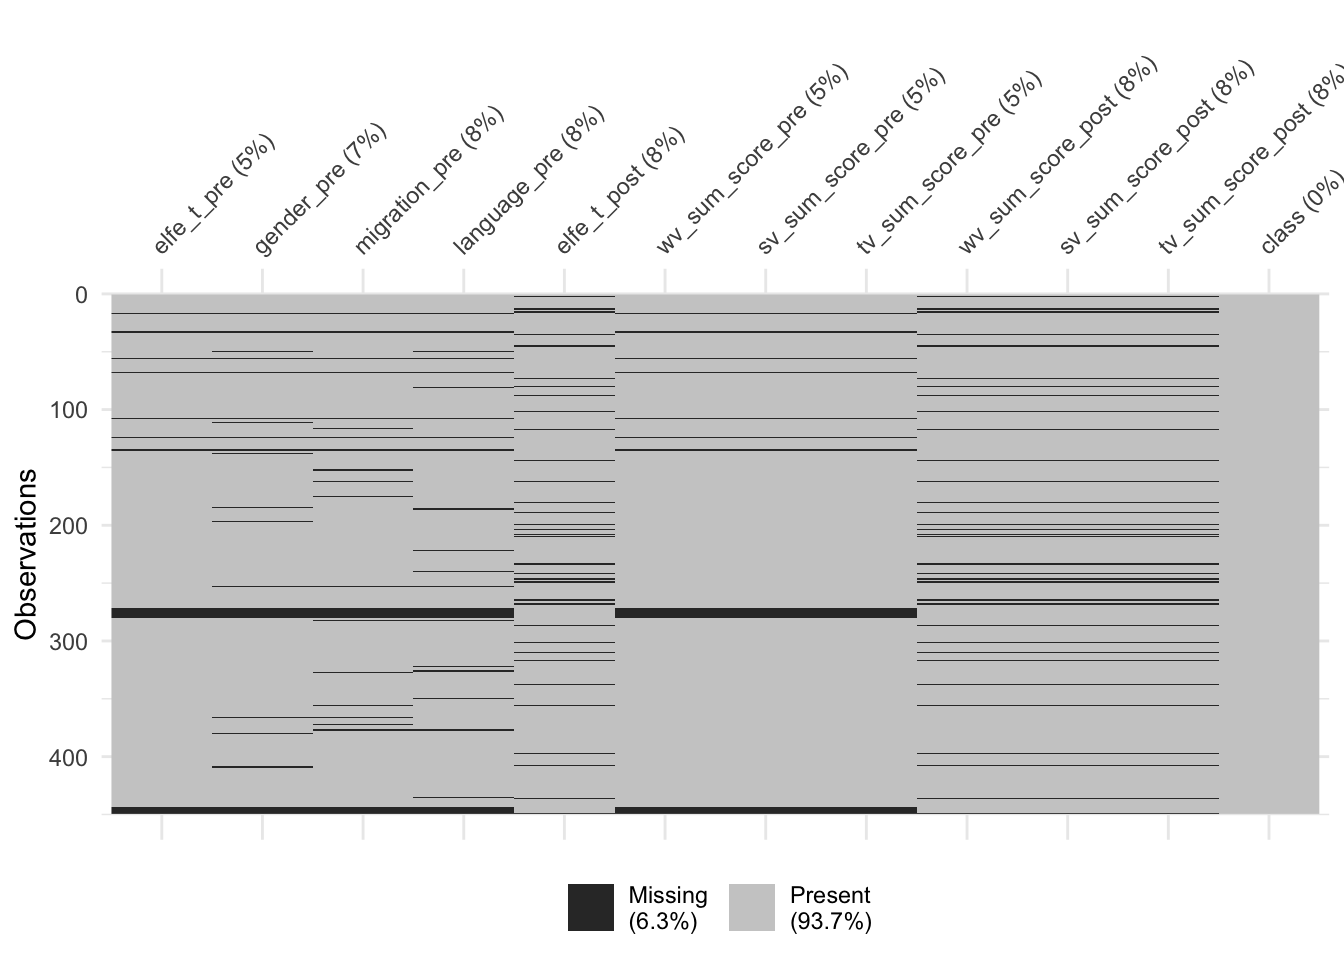 elfe_t_pre (5%)
gender_pre (7%)
migration_pre (8%)
language_pre (8%)
elfe_t_post (8%)
wv_sum_score_pre (5%)
sv_sum_score_pre (5%)
tv_sum_score_pre (5%)
wv_sum_score_post (8%)
sv_sum_score_post (8%)
tv_sum_score_post (8%
class (0%)
0
100
200
300
400
Observations
Missing
(6.3%)
Present
(93.7%)